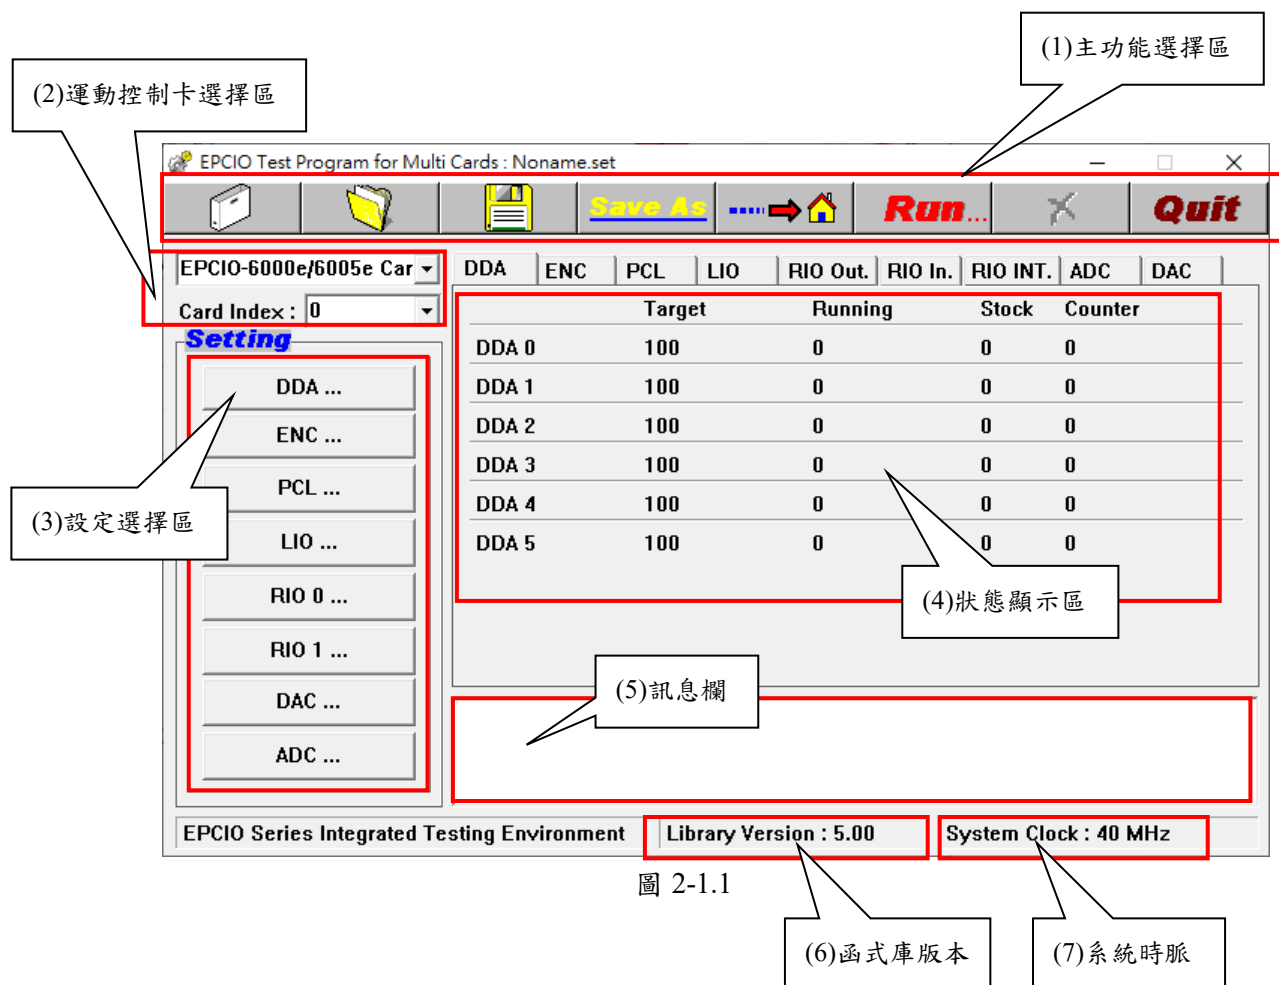 (1)主功能選擇區
(2)運動控制卡選擇區
EPCIO Test Program for Multi Cards : Noname.set
Save As
Run...
Quit
EPCIO-6000e/6005e Car
Card Index : 0
Setting
DDA ...
ENC ...
PCL ...
LIO ...
RIO 0 ...
RIO 1 ...
DAC ...
ADC ...
(3)設定選擇區
DDA ENC PCL LIO RIO Out. RIO In. RIO INT. ADC DAC
Target Running Stock Counter
DDA 0 100 0 0 0
DDA 1 100 0 0 0
DDA 2 100 0 0 0
DDA 3 100 0 0 0
DDA 4 100 0 0 0
DDA 5 100 0 0 0
(4)狀態顯示區
(5)訊息欄
EPCIO Series Integrated Testing Environment
Library Version : 5.00
System Clock : 40 MHz
圖 2-1.1
(6)函式庫版本
(7)系統時脈